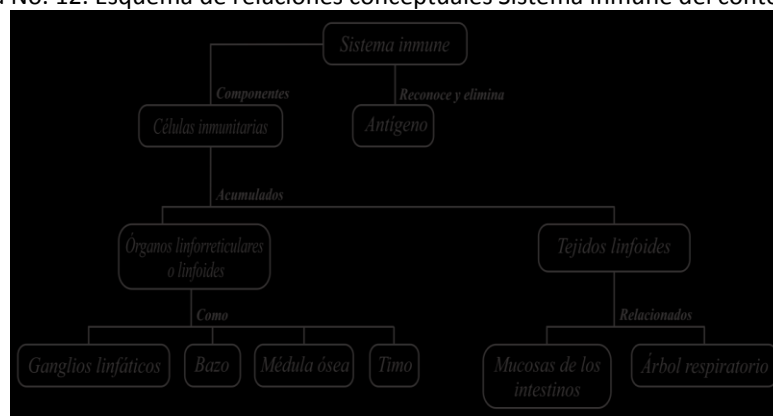 No. 12. Esquema de relaciones conceptuales Sistema inmune del
Sistema inmune
Componentes
Reconoce y elimina
Células inmunitarias
Antígeno
Acumulados
Órganos linforreticulares
o linfoides
Tejidos linfoides
Como
Relacionados
Ganglios linfáticos
Bazo
Médula ósea
Timo
Mucosas de los
intestinos
Árbol respiratorio